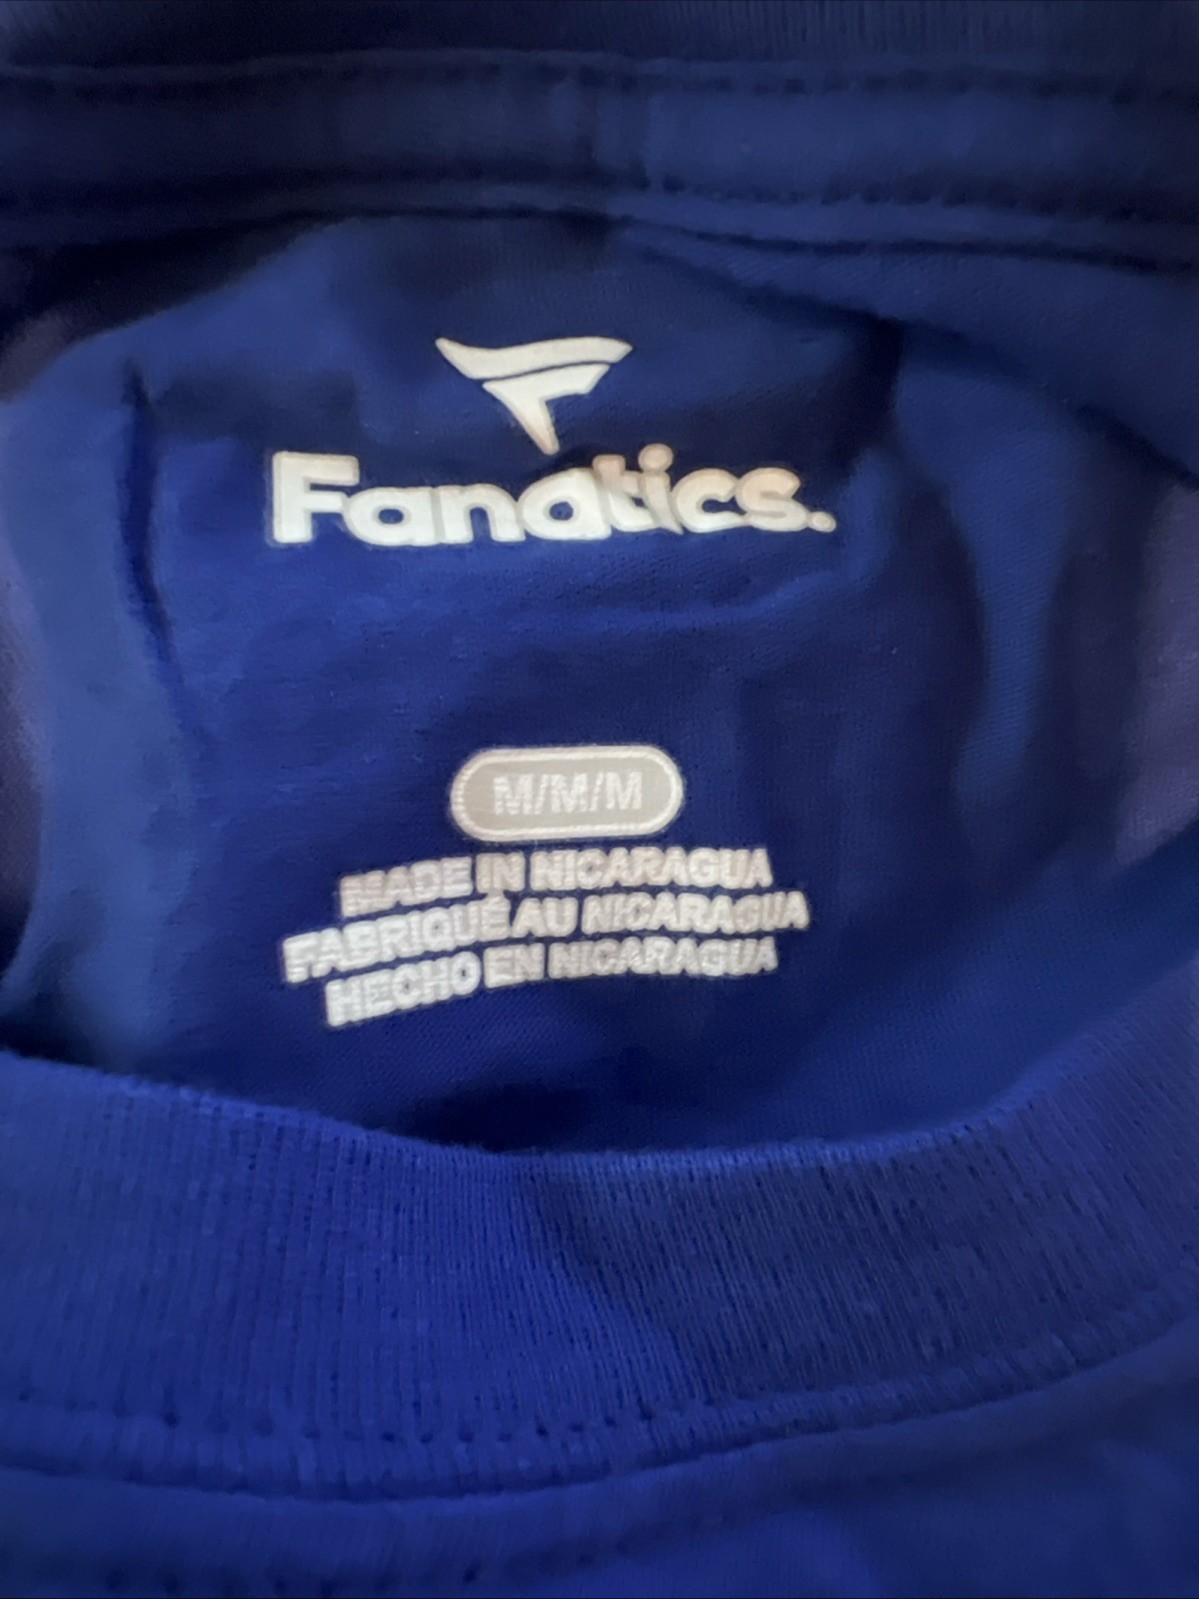 Fanatics.
M/M/M
MADE IN NICARAGUA
FABRIQUÉ AU NICARAGUA
HECHO EN NICARAGUA